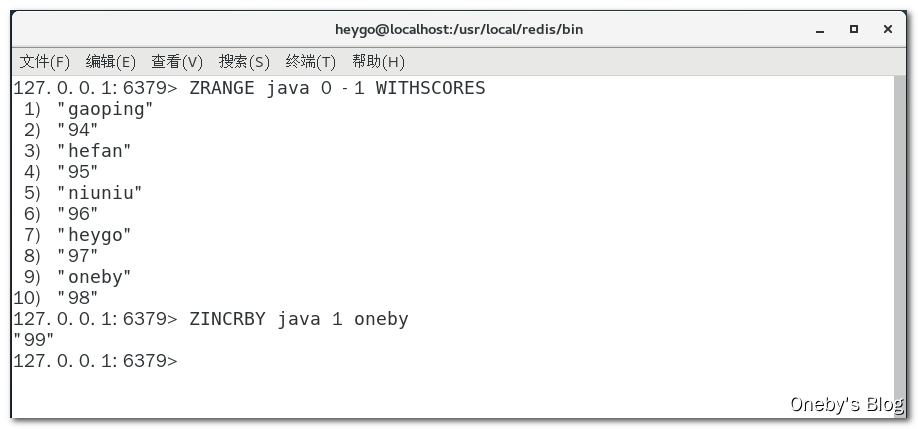 heygo@localhost:/usr/local/redis/bin
文件(F) 编辑(E) 查看(V) 搜索(S) 终端(T) 帮助(H)
127.0.0.1:6379> ZRANGE java 0 -1 WITHSCORES
1) "gaoping"
2) "94"
3) "hefan"
4) "95"
5) "niuniu"
6) "96"
7) "heygo"
8) "97"
9) "oneby"
10) "98"
127.0.0.1:6379> ZINCRBY java 1 oneby
"99"
127.0.0.1:6379>
Oneby's Blog